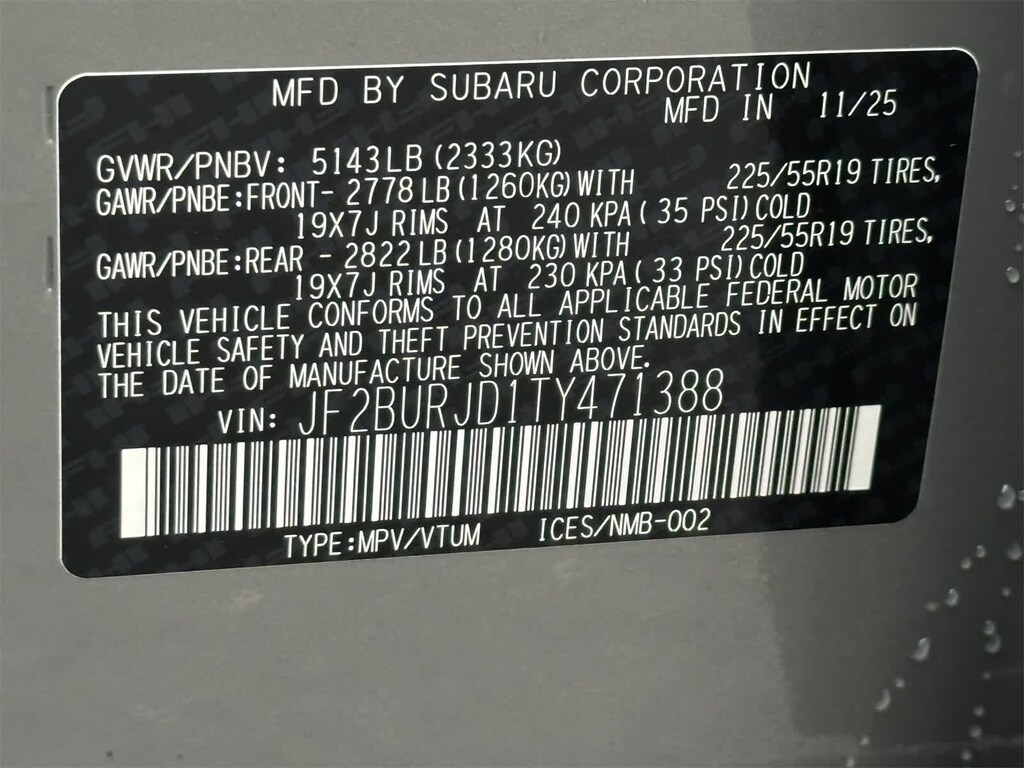 MFD BY SUBARU CORPORATION
MFD IN 11/25
GVWR/PNBV: 5143LB (2333KG)
GAWR/PNBE:FRONT- 2778 LB (1260KG) WITH 225/55R19 TIRES,
19X7J RIMS AT 240 KPA ( 35 PSI) COLD
GAWR/PNBE:REAR - 2822 LB (1280KG) WITH 225/55R19 TIRES,
19X7J RIMS AT 230 KPA ( 33 PSI) COLD
THIS VEHICLE CONFORMS TO ALL APPLICABLE FEDERAL MOTOR
VEHICLE SAFETY AND THEFT PREVENTION STANDARDS IN EFFECT ON
THE DATE OF MANUFACTURE SHOWN ABOVE.
VIN: JF2BURJD1TY471388
TYPE:MPV/VTUM ICES/NMB-002